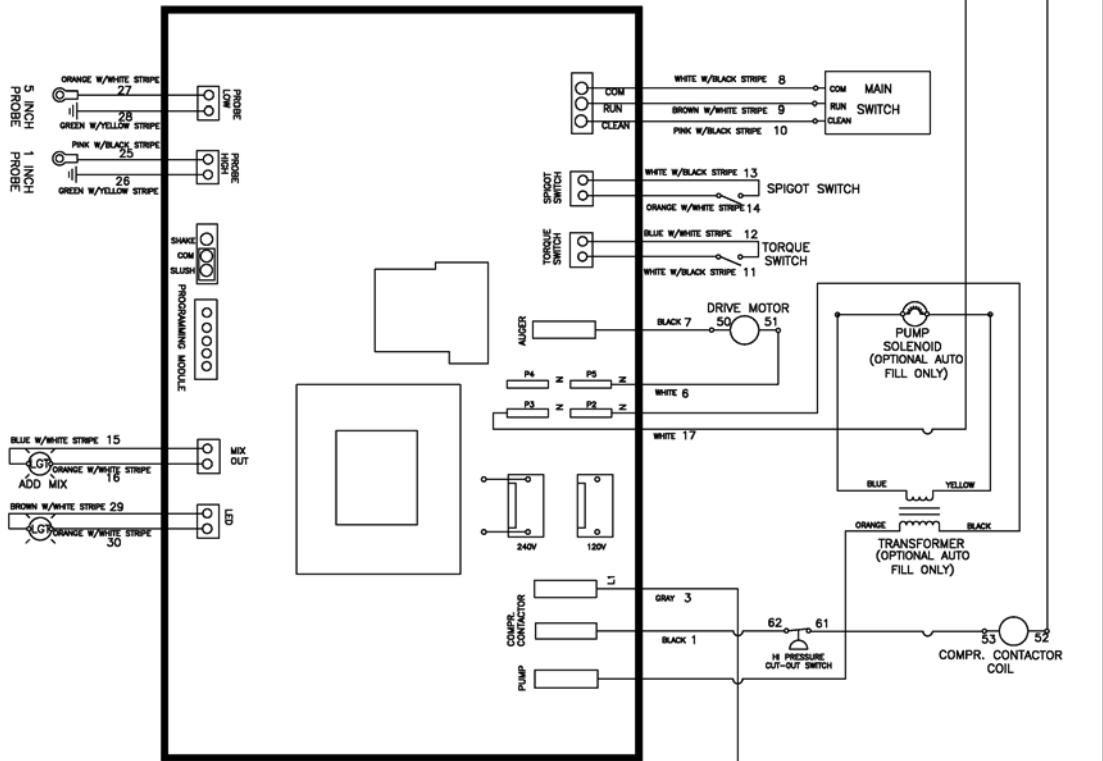 5 INCH
PROBE
ORANGE W/WHITE STRIPE
27
28
GREEN W/YELLOW STRIPE
PROBE
LOW
1 INCH
PROBE
PINK W/BLACK STRIPE
25
26
GREEN W/YELLOW STRIPE
PROBE
HIGH
SHAKE
COM
SLUSH
PROGRAMMING MODULE
BLUE W/WHITE STRIPE 15
LGT
ORANGE W/WHITE STRIPE
16
ADD MIX
MIX
OUT
BROWN W/WHITE STRIPE 29
LGT
ORANGE W/WHITE STRIPE
30
LED
COM
RUN
CLEAN
WHITE W/BLACK STRIPE 8
BROWN W/WHITE STRIPE 9
PINK W/BLACK STRIPE 10
COM
RUN
CLEAN
MAIN
SWITCH
SPIGOT
SWITCH
WHITE W/BLACK STRIPE 13
ORANGE W/WHITE STRIPE 14
SPIGOT SWITCH
TORQUE
SWITCH
BLUE W/WHITE STRIPE 12
WHITE W/BLACK STRIPE 11
TORQUE
SWITCH
AUGER
BLACK 7
DRIVE MOTOR
50
51
P4
N
P5
N
WHITE 6
P3
N
P2
N
WHITE 17
PUMP
SOLENOID
(OPTIONAL AUTO
FILL ONLY)
BLUE
YELLOW
ORANGE
BLACK
TRANSFORMER
(OPTIONAL AUTO
FILL ONLY)
240V
120V
L1
GRAY 3
COMPR.
CONTACTOR
BLACK 1
62
61
HI PRESSURE
CUT-OUT SWITCH
53
52
COMPR. CONTACTOR
COIL
PUMP